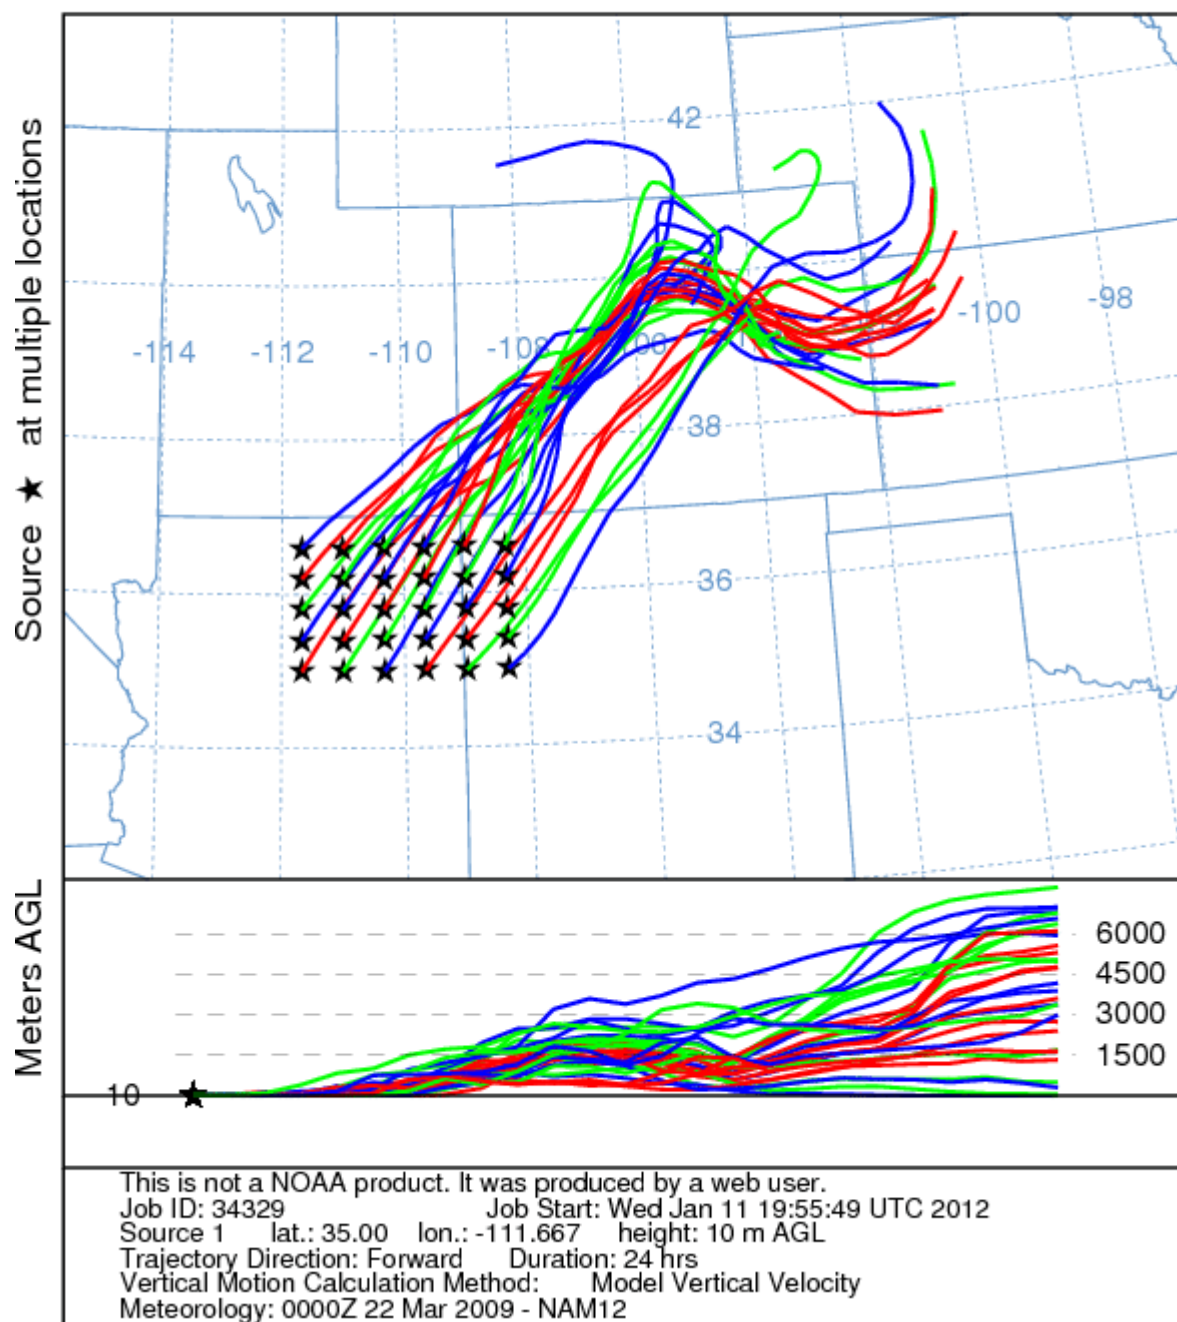 Source ★ at multiple locations
42
-114
-112
-110
-108
-100
-98
38
36
34
Meters AGL
6000
4500
3000
1500
10
This is not a NOAA product. It was produced by a web user.
Job ID: 34329 Job Start: Wed Jan 11 19:55:49 UTC 2012
Source 1 lat.: 35.00 lon.: -111.667 height: 10 m AGL
Trajectory Direction: Forward Duration: 24 hrs
Vertical Motion Calculation Method: Model Vertical Velocity
Meteorology: 0000Z 22 Mar 2009 - NAM12